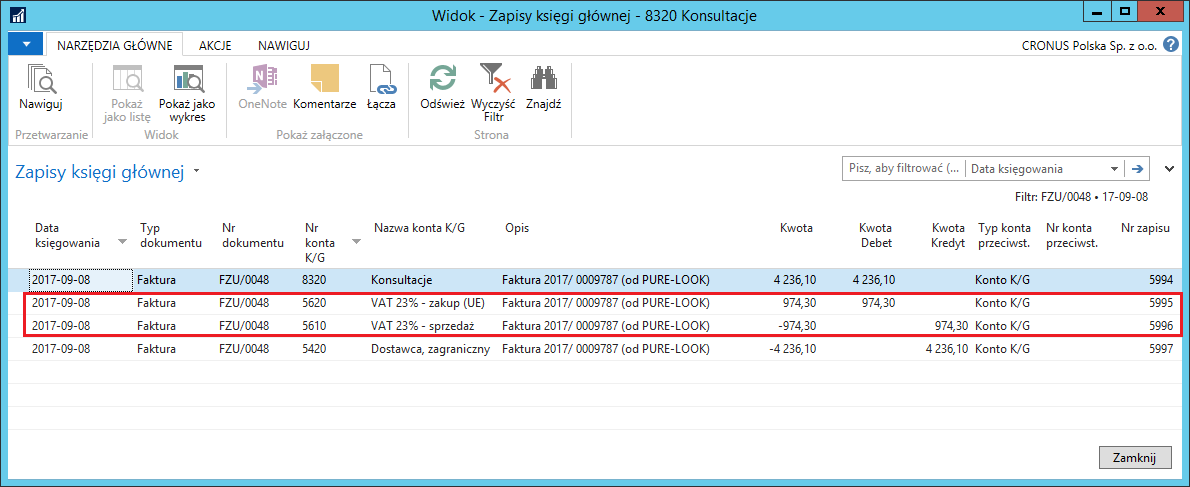 Widok - Zapisy księgi głównej - 8320 Konsultacje
NARZĘDZIA GŁÓWNE AKCJE NAWIGUJ CRONUS Polska Sp. z o.o.
Nawiguj Pokaż jako listę Pokaż jako wykres OneNote Komentarze Łącza Odśwież Wyczyść Filtr Znajdź
Przetwarzanie Widok Pokaż załączone Strona
Zapisy księgi głównej Pisz, aby filtrować (... Data księgowania
Filtr: FZU/0048 • 17-09-08
Data księgowania Typ dokumentu Nr dokumentu Nr konta K/G Nazwa konta K/G Opis Kwota Kwota Debet Kwota Kredyt Typ konta przeciwst. Nr konta przeciwst. Nr zapisu
2017-09-08 Faktura FZU/0048 8320 Konsultacje Faktura 2017/ 0009787 (od PURE-LOOK) 4 236,10 4 236,10 Konto K/G 5994
2017-09-08 Faktura FZU/0048 5620 VAT 23% - zakup (UE) Faktura 2017/ 0009787 (od PURE-LOOK) 974,30 974,30 Konto K/G 5995
2017-09-08 Faktura FZU/0048 5610 VAT 23% - sprzedaż Faktura 2017/ 0009787 (od PURE-LOOK) -974,30 974,30 Konto K/G 5996
2017-09-08 Faktura FZU/0048 5420 Dostawca, zagraniczny Faktura 2017/ 0009787 (od PURE-LOOK) -4 236,10 4 236,10 Konto K/G 5997
Zamknij